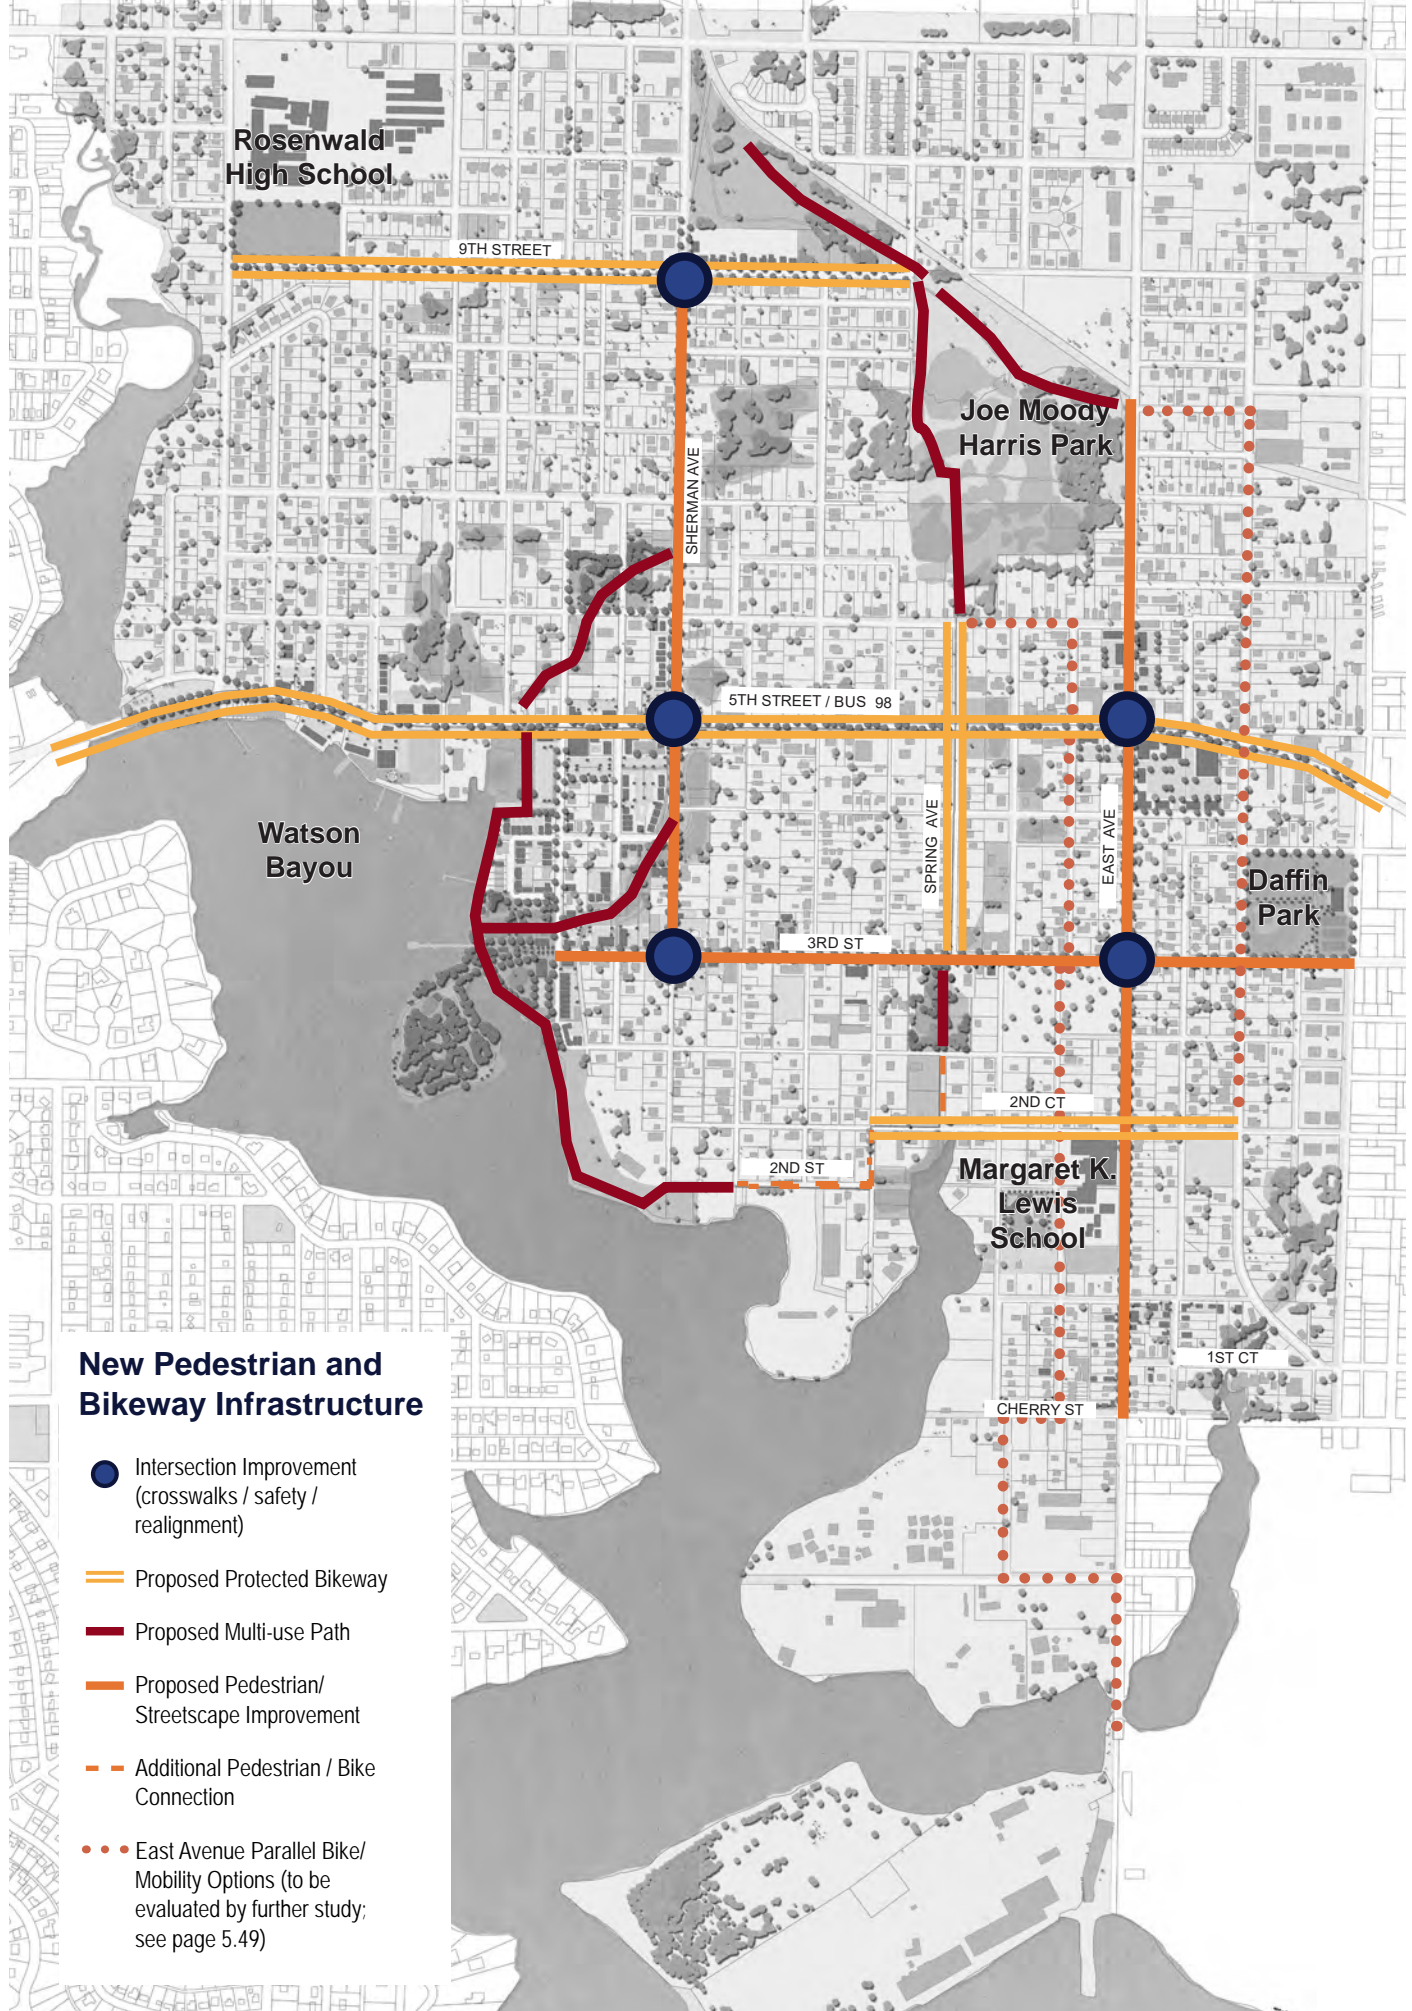 Rosenwald
High School
9TH STREET
Joe Moody
Harris Park
SHERMAN AVE
5TH STREET / BUS 98
SPRING AVE
EAST AVE
Watson
Bayou
Daffin
Park
3RD ST
2ND CT
2ND ST
Margaret K.
Lewis
School
1ST CT
CHERRY ST
New Pedestrian and
Bikeway Infrastructure
Intersection Improvement
(crosswalks / safety /
realignment)
Proposed Protected Bikeway
Proposed Multi-use Path
Proposed Pedestrian/
Streetscape Improvement
Additional Pedestrian / Bike
Connection
East Avenue Parallel Bike/
Mobility Options (to be
evaluated by further study;
see page 5.49)